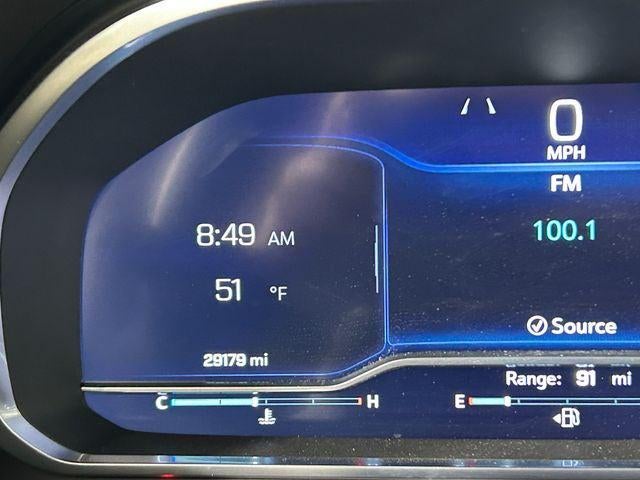 0
MPH
FM
8:49 AM
100.1
51 °F
Source
29179 mi
Range: 91 mi
C H E